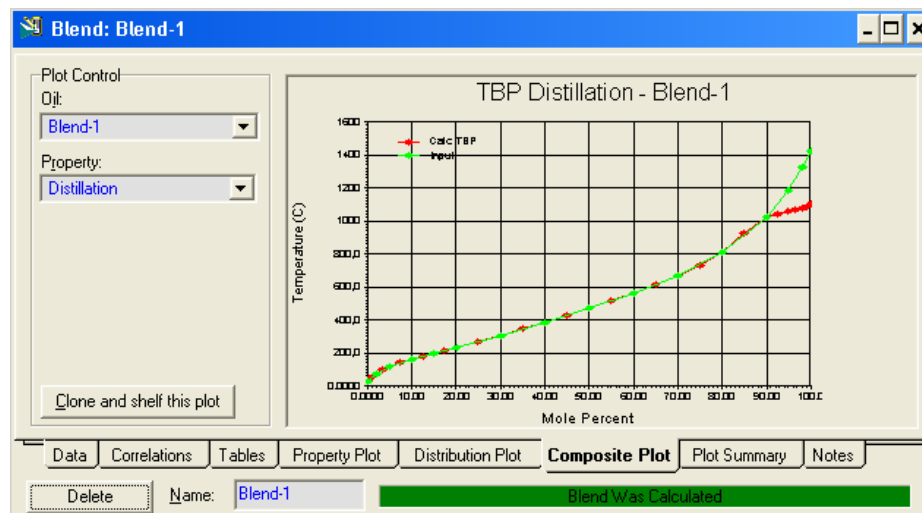 Blend: Blend-1
Plot Control
Oil:
Blend-1
Property:
Distillation
Clone and shelf this plot
TBP Distillation - Blend-1
Calc TBP
Input
Temperature (C)
1600
1400
1200
1000
800,0
600,0
400,0
200,0
0.0000
0.0000 10.00 20.00 30.00 40.00 50.00 60.00 70.00 80.00 90.00 100,0
Mole Percent
Data Correlations Tables Property Plot Distribution Plot Composite Plot Plot Summary Notes
Delete Name: Blend-1 Blend Was Calculated